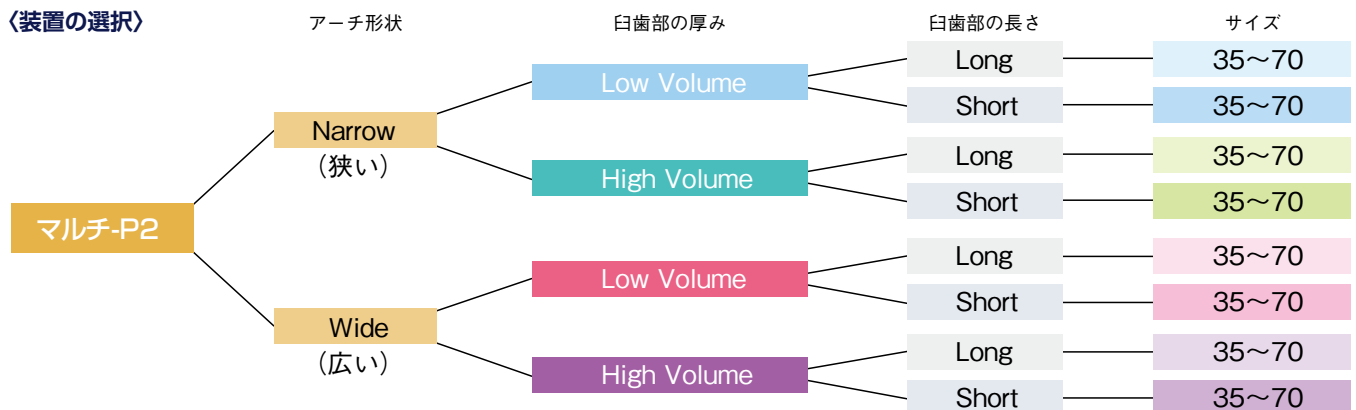 〈装置の選択〉
アーチ形状
臼歯部の厚み
臼歯部の長さ
サイズ
マルチ-P2
Narrow
（狭い）
Low Volume
Long
35〜70
Short
35〜70
High Volume
Long
35〜70
Short
35〜70
Wide
（広い）
Low Volume
Long
35〜70
Short
35〜70
High Volume
Long
35〜70
Short
35〜70